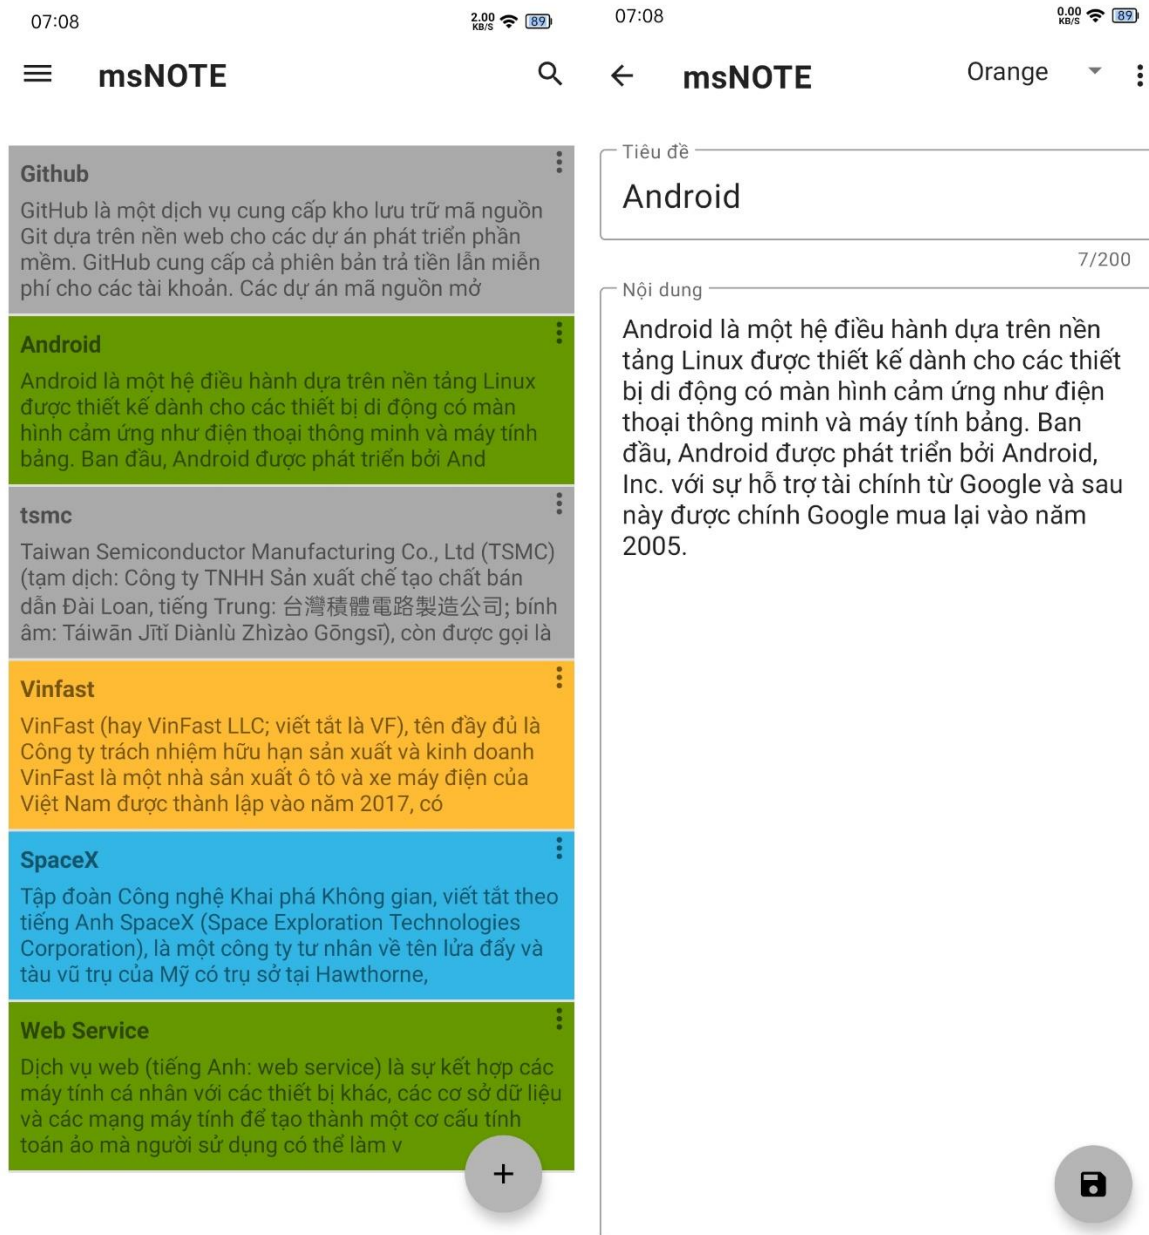 07:08
2.00
KB/S
89
msNOTE
Github
GitHub là một dịch vụ cung cấp kho lưu trữ mã nguồn
Git dựa trên nền web cho các dự án phát triển phần
mềm. GitHub cung cấp cả phiên bản trả tiền lẫn miễn
phí cho các tài khoản. Các dự án mã nguồn mở
Android
Android là một hệ điều hành dựa trên nền tảng Linux
được thiết kế dành cho các thiết bị di động có màn
hình cảm ứng như điện thoại thông minh và máy tính
bảng. Ban đầu, Android được phát triển bởi And
tsmc
Taiwan Semiconductor Manufacturing Co., Ltd (TSMC)
(tạm dịch: Công ty TNHH Sản xuất chế tạo chất bán
dẫn Đài Loan, tiếng Trung: 台灣積體電路製造公司; bính
âm: Táiwān Jītǐ Diànlù Zhìzào Gōngsī), còn được gọi là
Vinfast
VinFast (hay VinFast LLC; viết tắt là VF), tên đầy đủ là
Công ty trách nhiệm hữu hạn sản xuất và kinh doanh
VinFast là một nhà sản xuất ô tô và xe máy điện của
Việt Nam được thành lập vào năm 2017, có
SpaceX
Tập đoàn Công nghệ Khai phá Không gian, viết tắt theo
tiếng Anh SpaceX (Space Exploration Technologies
Corporation), là một công ty tư nhân về tên lửa đẩy và
tàu vũ trụ của Mỹ có trụ sở tại Hawthorne,
Web Service
Dịch vụ web (tiếng Anh: web service) là sự kết hợp các
máy tính cá nhân với các thiết bị khác, các cơ sở dữ liệu
và các mạng máy tính để tạo thành một cơ cấu tính
toán ảo mà người sử dụng có thể làm v
07:08
0.00
KB/S
89
msNOTE
Orange
Tiêu đề
Android
7/200
Nội dung
Android là một hệ điều hành dựa trên nền
tảng Linux được thiết kế dành cho các thiết
bị di động có màn hình cảm ứng như điện
thoại thông minh và máy tính bảng. Ban
đầu, Android được phát triển bởi Android,
Inc. với sự hỗ trợ tài chính từ Google và sau
này được chính Google mua lại vào năm
2005.